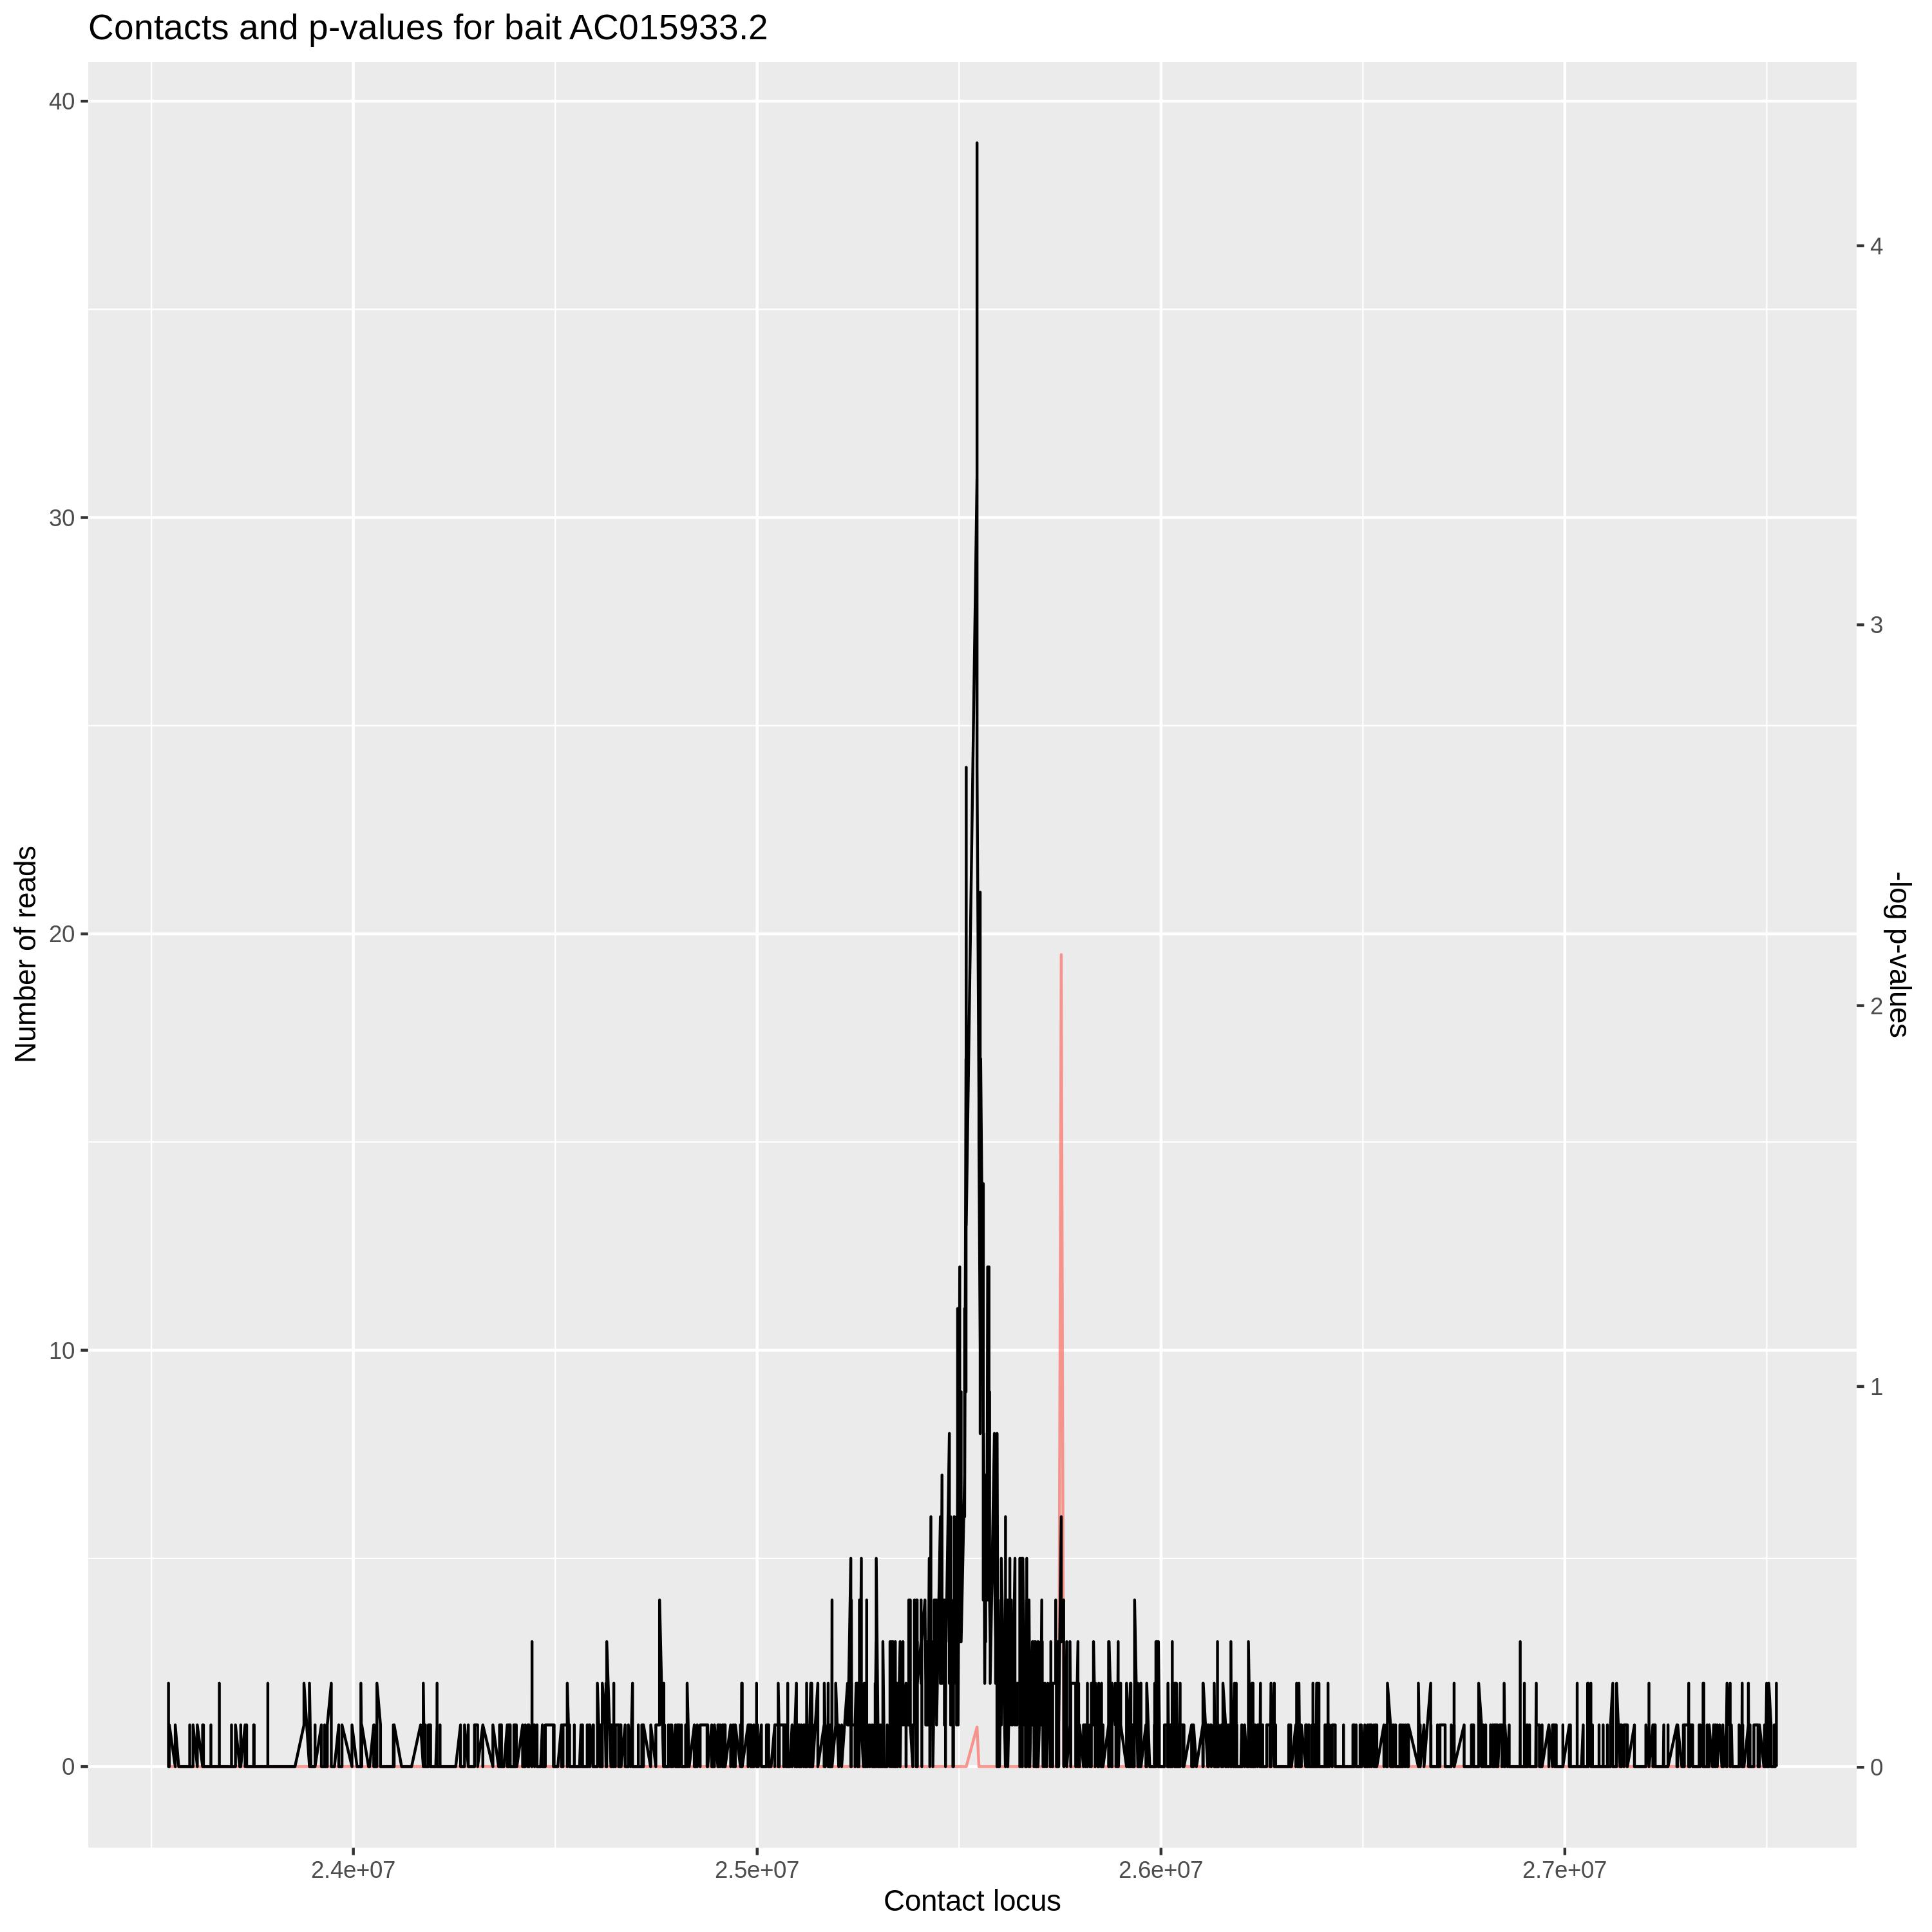 Contacts and p-values for bait AC015933.2
40
30
20
10
0
Number of reads
4
3
2
1
0
-log p-values
2.4e+07
2.5e+07
2.6e+07
2.7e+07
Contact locus